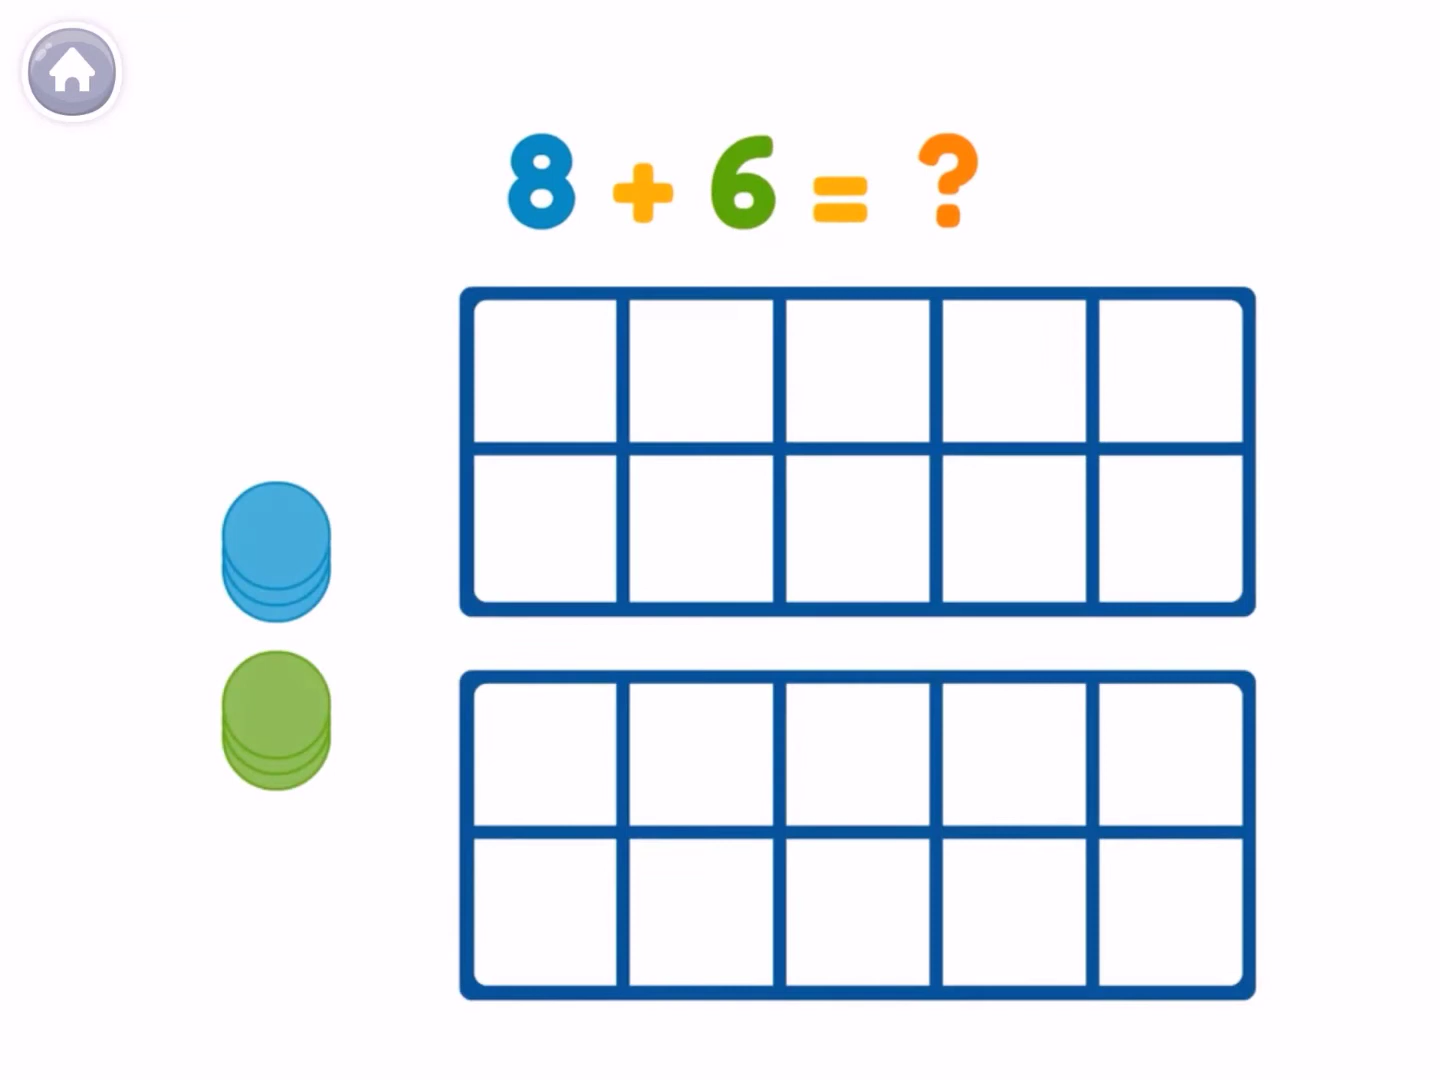 8 + 6 = ?